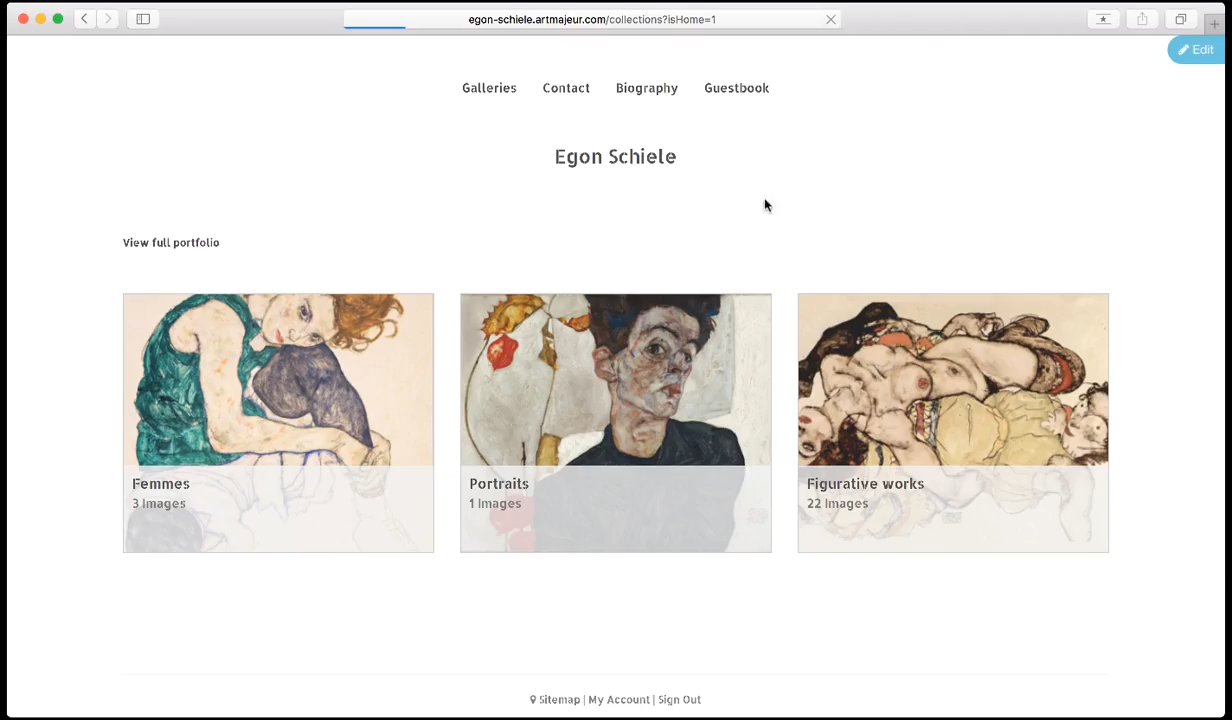 egon-schiele.artmajeur.com/collections?isHome=1
Edit
Galleries Contact Biography Guestbook
Egon Schiele
View full portfolio
Femmes
3 Images
Portraits
1 Images
Figurative works
22 Images
Sitemap | My Account | Sign Out